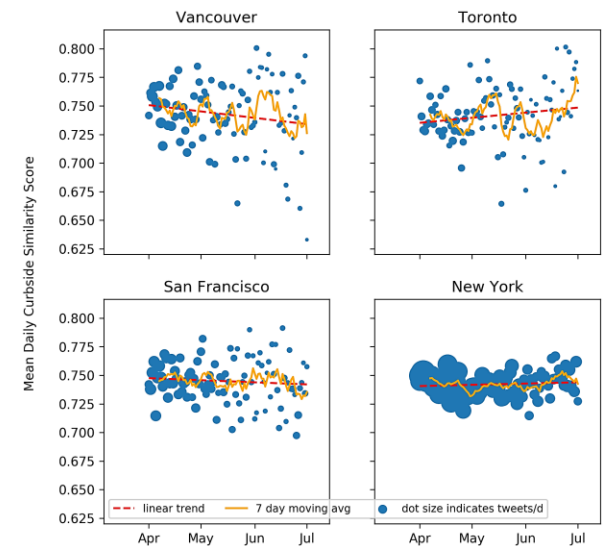 Vancouver
Toronto
0.800
0.775
0.750
0.725
0.700
0.675
0.650
0.625
San Francisco
New York
0.800
0.775
0.750
0.725
0.700
0.675
0.650
0.625
Mean Daily Curbside Similarity Score
linear trend
7 day moving avg
dot size indicates tweets/d
Apr May Jun Jul
Apr May Jun Jul